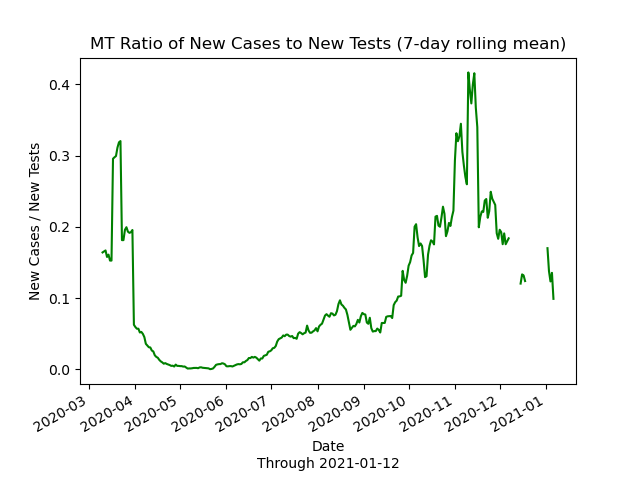 MT Ratio of New Cases to New Tests (7-day rolling mean)
New Cases / New Tests
0.4
0.3
0.2
0.1
0.0
2020-03 2020-04 2020-05 2020-06 2020-07 2020-08 2020-09 2020-10 2020-11 2020-12 2021-01
Date
Through 2021-01-12